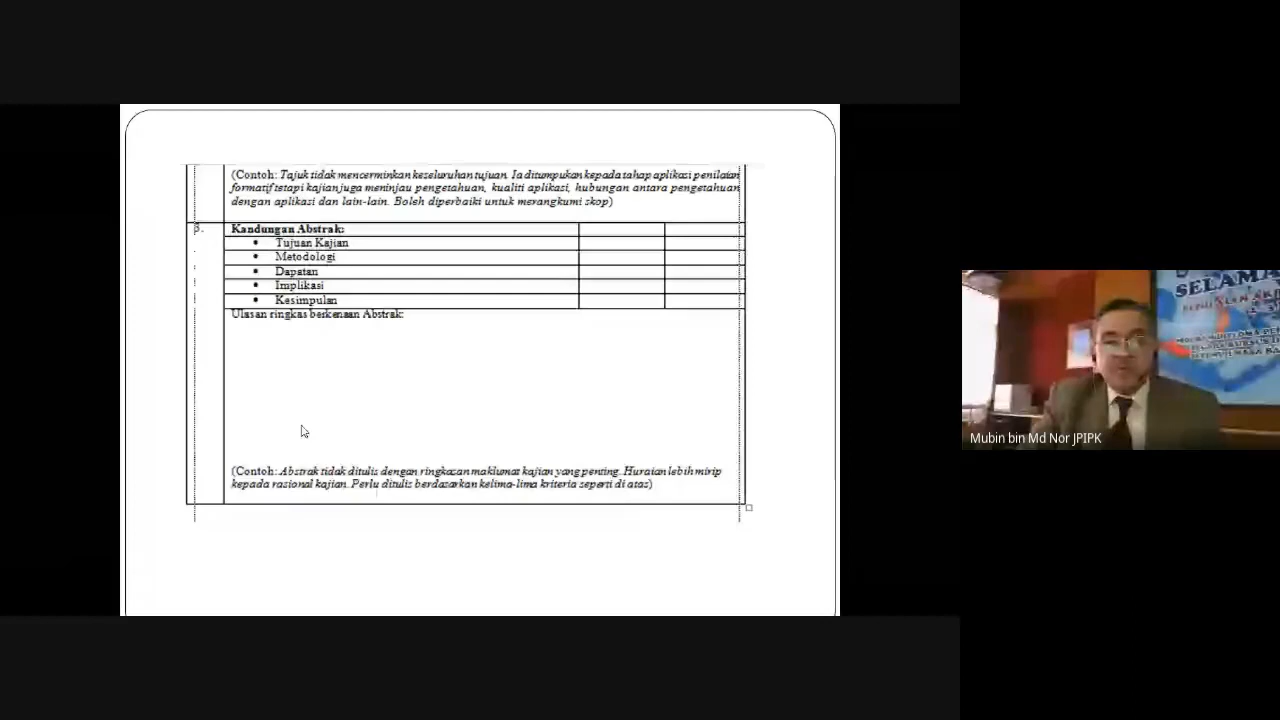 (Contoh: Tajuk tidak mencerminkan keseluruhan tujuan. Ia ditumpukan kepada tahap aplikasi penilaian
formatif tetapi kajian juga meninjau pengetahuan, kualiti aplikasi, hubungan antara pengetahuan
dengan aplikasi dan lain-lain. Boleh diperbaiki untuk merangkumi skop)
3.
Kandungan Abstrak:
• Tujuan Kajian
• Metodologi
• Dapatan
• Implikasi
• Kesimpulan
Ulasan ringkas berkenaan Abstrak:
(Contoh: Abstrak tidak ditulis dengan ringkasan maklumat kajian yang penting. Huraian lebih mirip
kepada rasional kajian. Perlu ditulis berdasarkan kelima-lima kriteria seperti di atas)
SELAMA
Mubin bin Md Nor JPIPK